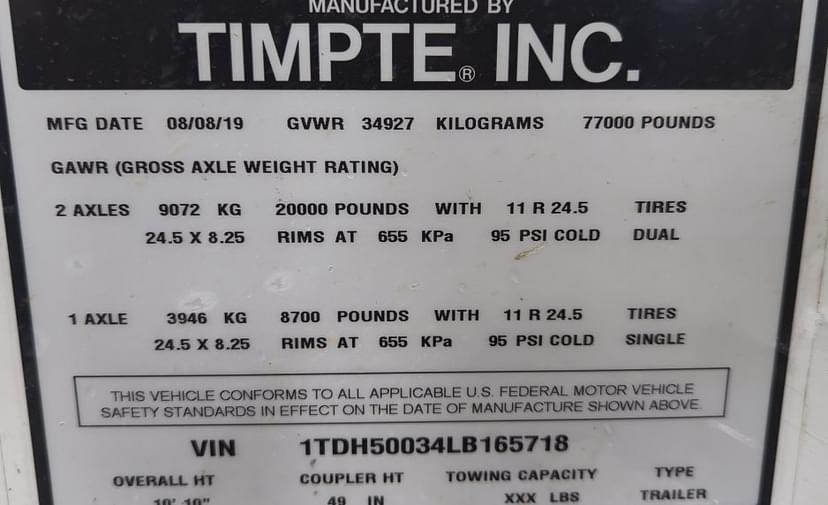 MANUFACTURED BY
TIMPTE® INC.
MFG DATE 08/08/19 GVWR 34927 KILOGRAMS 77000 POUNDS
GAWR (GROSS AXLE WEIGHT RATING)
2 AXLES 9072 KG 20000 POUNDS WITH 11 R 24.5 TIRES
24.5 X 8.25 RIMS AT 655 KPa 95 PSI COLD DUAL
1 AXLE 3946 KG 8700 POUNDS WITH 11 R 24.5 TIRES
24.5 X 8.25 RIMS AT 655 KPa 95 PSI COLD SINGLE
THIS VEHICLE CONFORMS TO ALL APPLICABLE U.S. FEDERAL MOTOR VEHICLE
SAFETY STANDARDS IN EFFECT ON THE DATE OF MANUFACTURE SHOWN ABOVE.
VIN 1TDH50034LB165718
OVERALL HT COUPLER HT TOWING CAPACITY TYPE
10' 10" 49 IN XXX LBS TRAILER